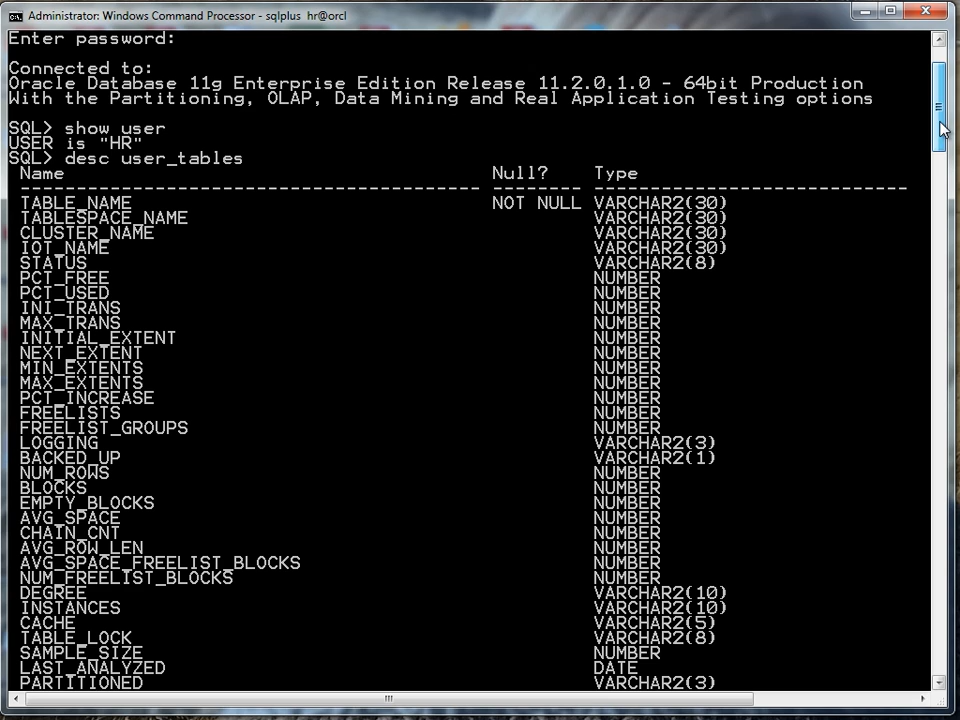 Administrator: Windows Command Processor - sqlplus  hr@orcl
Enter password:
Connected to:
Oracle Database 11g Enterprise Edition Release 11.2.0.1.0 - 64bit Production
With the Partitioning, OLAP, Data Mining and Real Application Testing options
SQL> show user
USER is "HR"
SQL> desc user_tables
Name Null? Type
----------------------------------------- -------- ----------------------------
TABLE_NAME NOT NULL VARCHAR2(30)
TABLESPACE_NAME VARCHAR2(30)
CLUSTER_NAME VARCHAR2(30)
IOT_NAME VARCHAR2(30)
STATUS VARCHAR2(8)
PCT_FREE NUMBER
PCT_USED NUMBER
INI_TRANS NUMBER
MAX_TRANS NUMBER
INITIAL_EXTENT NUMBER
NEXT_EXTENT NUMBER
MIN_EXTENTS NUMBER
MAX_EXTENTS NUMBER
PCT_INCREASE NUMBER
FREELISTS NUMBER
FREELIST_GROUPS NUMBER
LOGGING VARCHAR2(3)
BACKED_UP VARCHAR2(1)
NUM_ROWS NUMBER
BLOCKS NUMBER
EMPTY_BLOCKS NUMBER
AVG_SPACE NUMBER
CHAIN_CNT NUMBER
AVG_ROW_LEN NUMBER
AVG_SPACE_FREELIST_BLOCKS NUMBER
NUM_FREELIST_BLOCKS NUMBER
DEGREE VARCHAR2(10)
INSTANCES VARCHAR2(10)
CACHE VARCHAR2(5)
TABLE_LOCK VARCHAR2(8)
SAMPLE_SIZE NUMBER
LAST_ANALYZED DATE
PARTITIONED VARCHAR2(3)